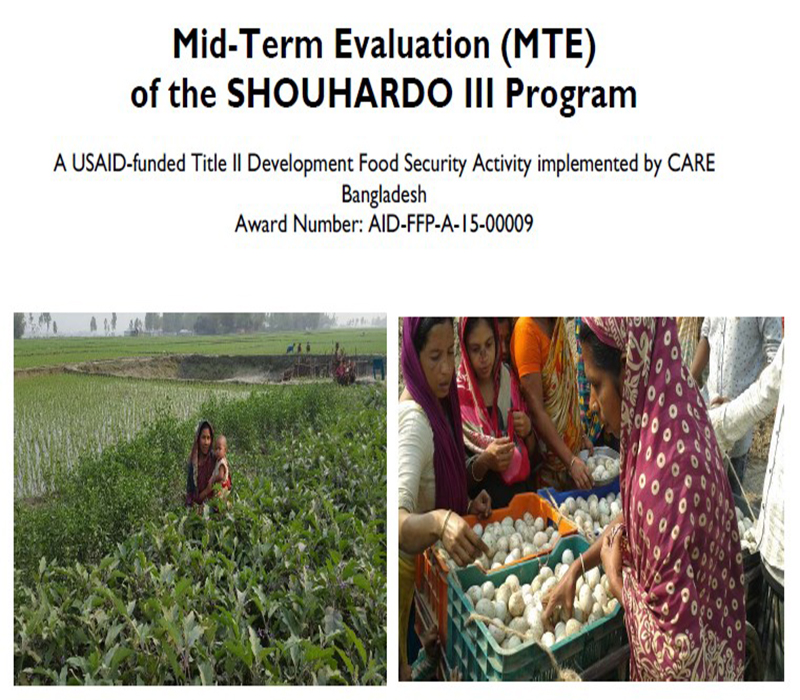 Mid-Term Evaluation (MTE)
of the SHOUHARDO III Program
A USAID-funded Title II Development Food Security Activity implemented by CARE
Bangladesh
Award Number: AID-FFP-A-15-00009